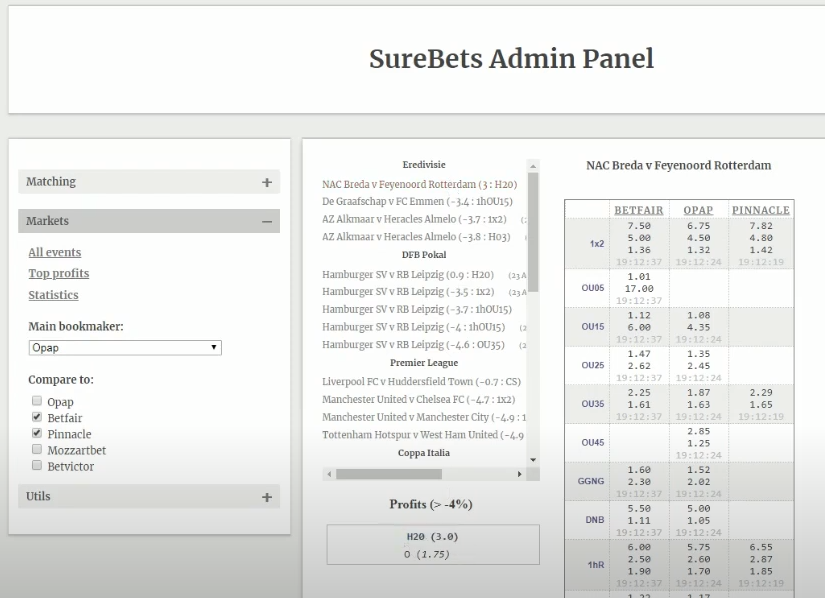 SureBets Admin Panel
Matching +
Markets –
All events
Top profits
Statistics
Main bookmaker:
Opap
Compare to:
Opap
Betfair
Pinnacle
Mozzartbet
Betvictor
Utils +
Eredivisie
NAC Breda v Feyenoord Rotterdam (3 : H20)
De Graafschap v FC Emmen (-3.4 : 1hOU15)
AZ Alkmaar v Heracles Almelo (-3.7 : 1x2)
AZ Alkmaar v Heracles Almelo (-3.8 : H03)
DFB Pokal
Hamburger SV v RB Leipzig (0.9 : H20) (23 A
Hamburger SV v RB Leipzig (-3.5 : 1x2) (23 A
Hamburger SV v RB Leipzig (-3.7 : 1hOU15)
Hamburger SV v RB Leipzig (-4 : 1hOU15) (2
Hamburger SV v RB Leipzig (-4.6 : OU35) (2
Premier League
Liverpool FC v Huddersfield Town (-0.7 : CS)
Manchester United v Chelsea FC (-4.7 : 1x2)
Manchester United v Manchester City (-4.9 : 1
Tottenham Hotspur v West Ham United (-4.9
Coppa Italia
Profits (> -4%)
H20 (3.0)
O (1.75)
NAC Breda v Feyenoord Rotterdam
BETFAIR OPAP PINNACLE
1x2
7.50 6.75 7.82
5.00 4.50 4.80
1.36 1.32 1.42
19:12:37 19:12:24 19:12:19
OU05
1.01
17.00
19:12:37
OU15
1.12 1.08
6.00 4.35
19:12:37 19:12:24
OU25
1.47 1.35
2.62 2.45
19:12:37 19:12:24
OU35
2.25 1.87 2.29
1.61 1.63 1.65
19:12:37 19:12:24 19:12:19
OU45
2.85
1.25
19:12:24
GGNG
1.60 1.52
2.30 2.02
19:12:37 19:12:24
DNB
5.50 5.00
1.11 1.05
19:12:37 19:12:24
1hR
6.00 5.75 6.55
2.50 2.60 2.87
1.90 1.70 1.85
19:12:37 19:12:24 19:12:19